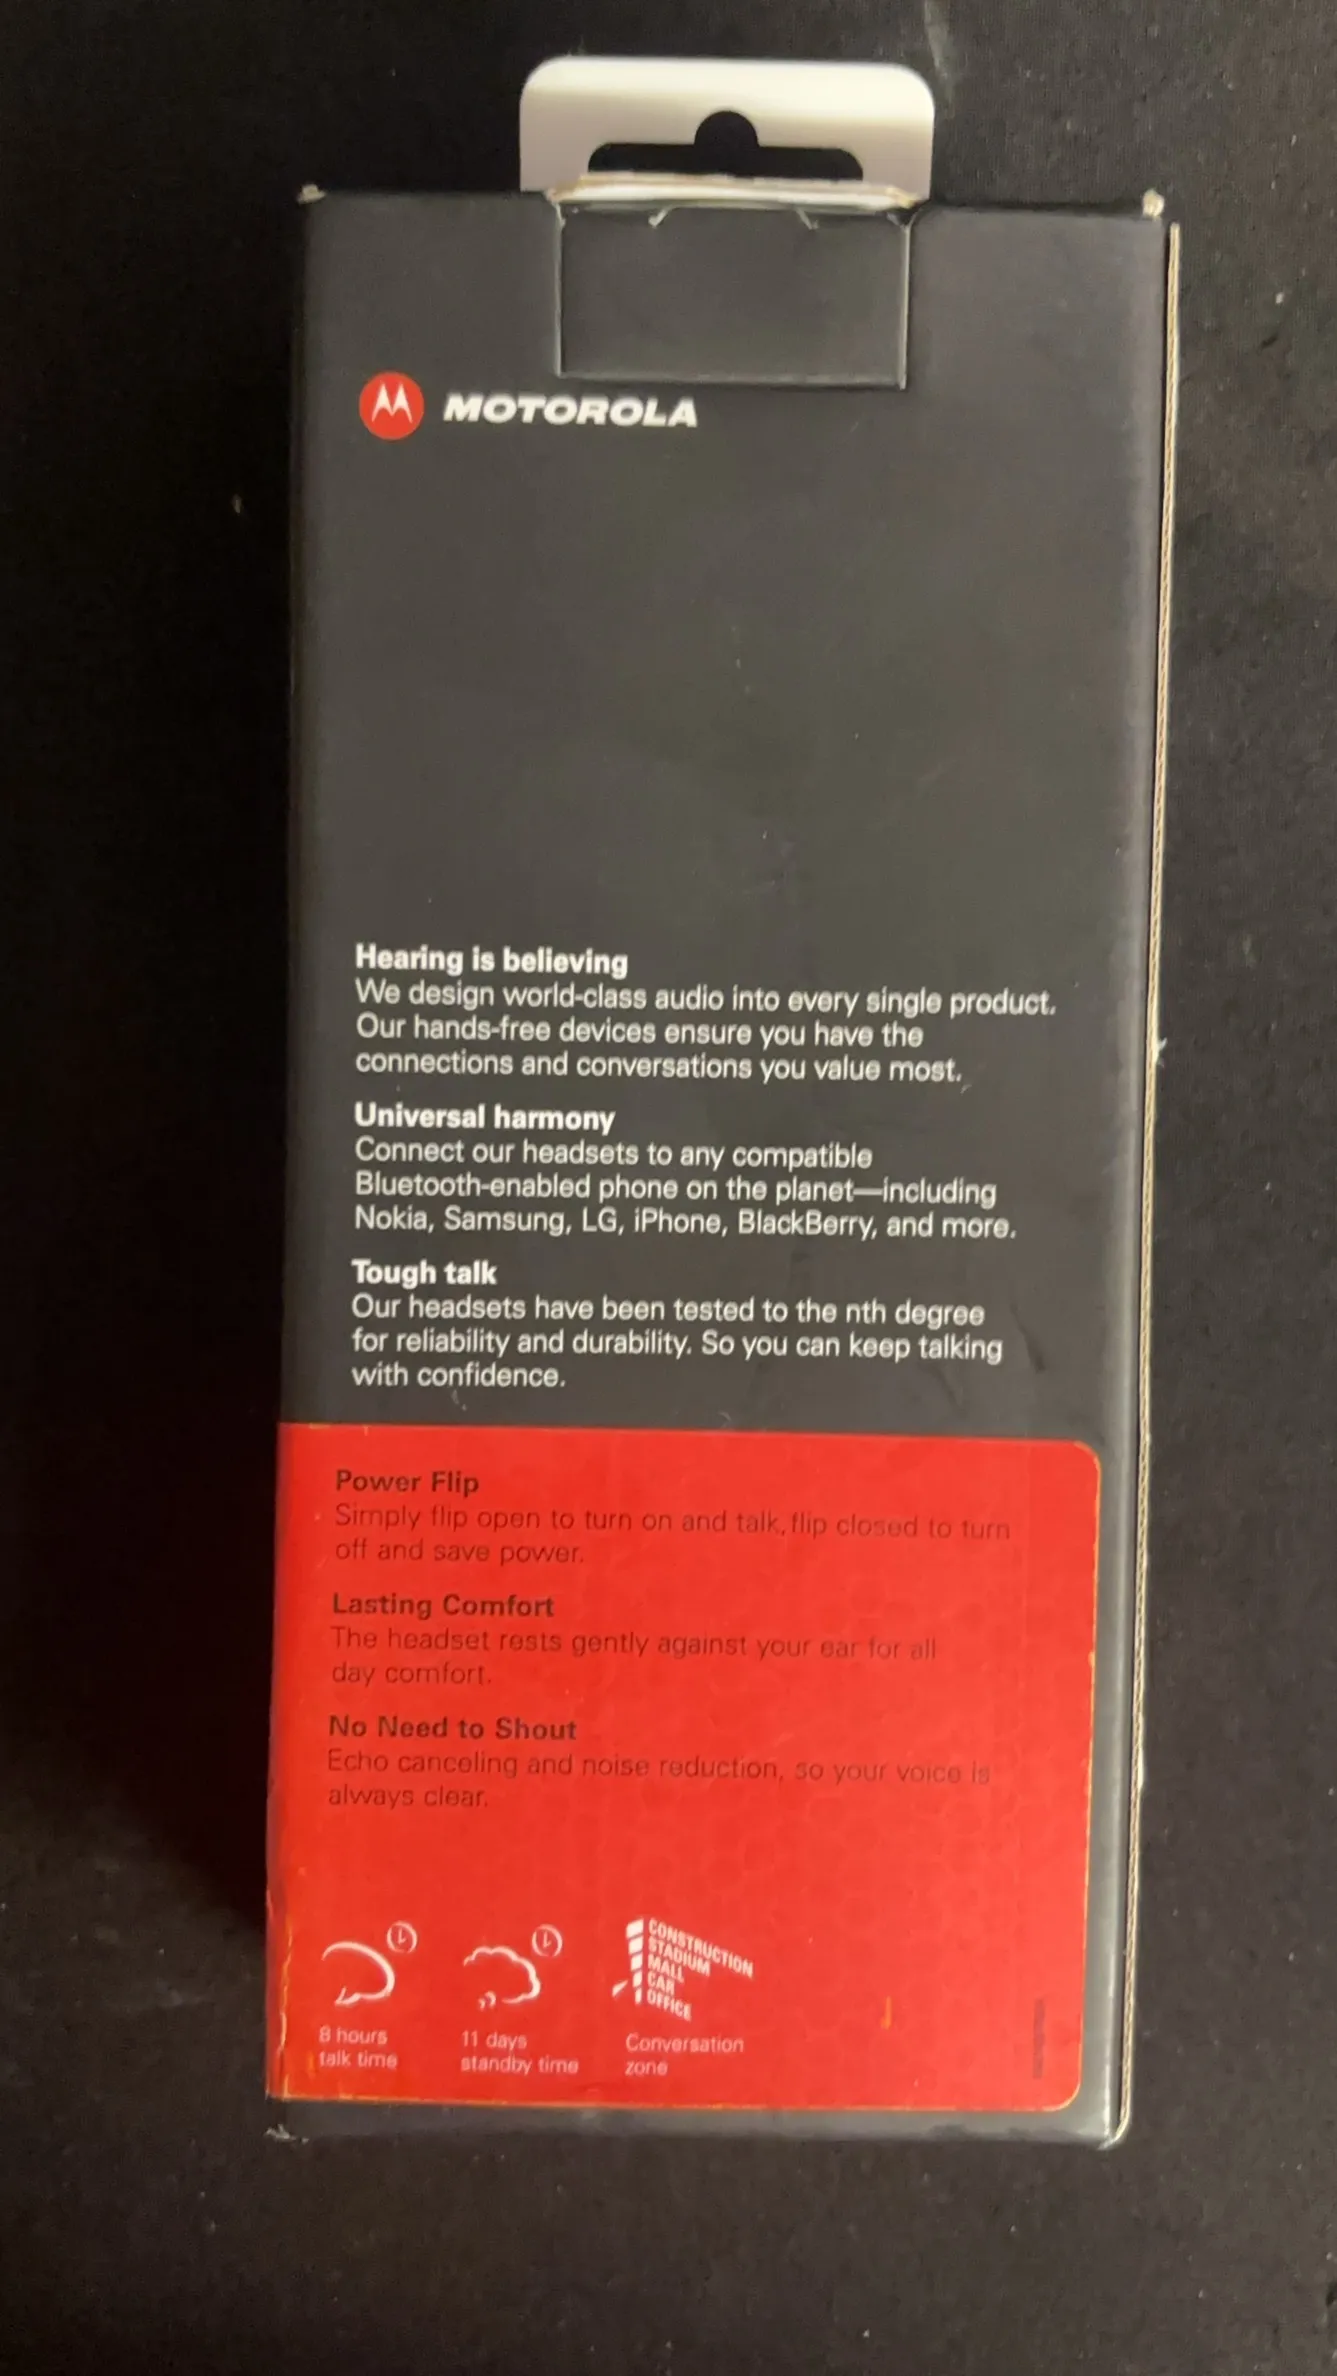 MOTOROLA
Hearing is believing
We design world-class audio into every single product.
Our hands-free devices ensure you have the
connections and conversations you value most.
Universal harmony
Connect our headsets to any compatible
Bluetooth-enabled phone on the planet—including
Nokia, Samsung, LG, iPhone, BlackBerry, and more.
Tough talk
Our headsets have been tested to the nth degree
for reliability and durability. So you can keep talking
with confidence.
Power Flip
Simply flip open to turn on and talk, flip closed to turn
off and save power.
Lasting Comfort
The headset rests gently against your ear for all
day comfort.
No Need to Shout
Echo canceling and noise reduction, so your voice is
always clear.
8 hours
talk time
11 days
standby time
CONSTRUCTION
STADIUM
MALL
CAR
OFFICE
Conversation
zone